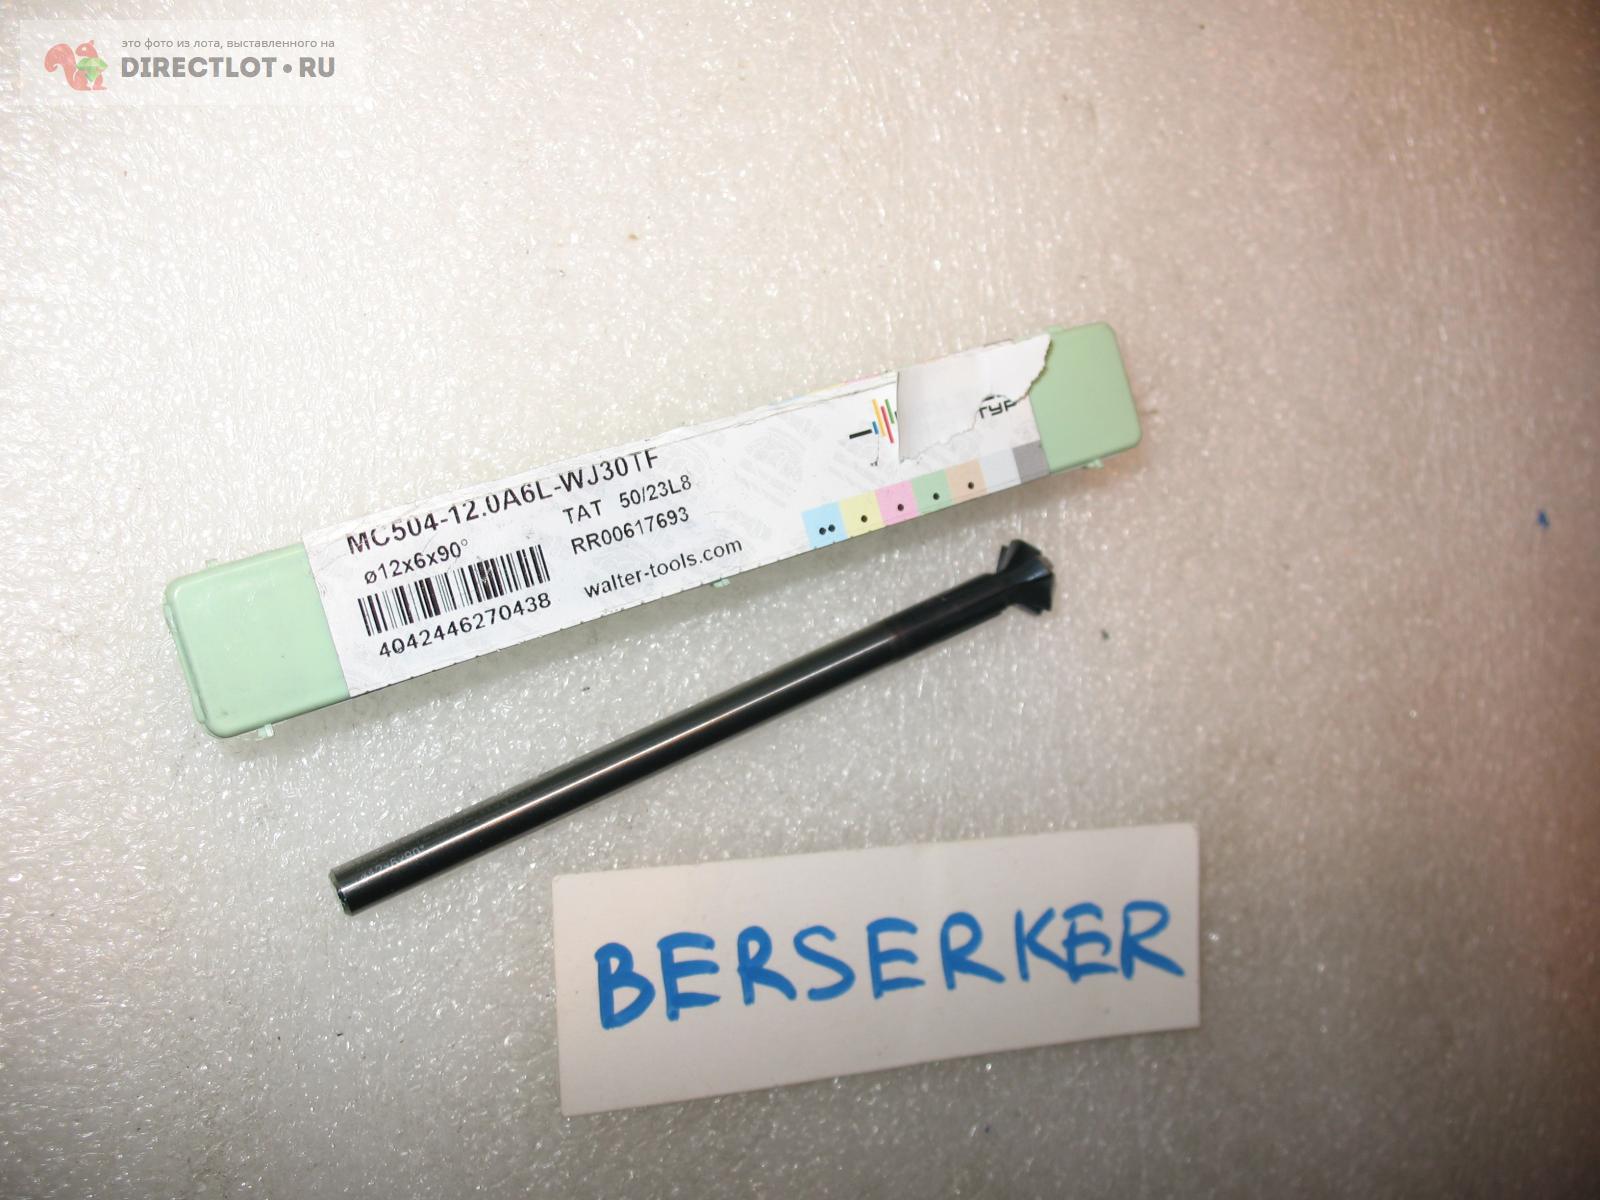 это фото из лота, выставленного на
DIRECTLOT.RU
MC504-12.0A6L-WJ30TF
ø12x6x90°
TAT 50/23L8
RR00617693
4042446270438
walter-tools.com
BERSERKER